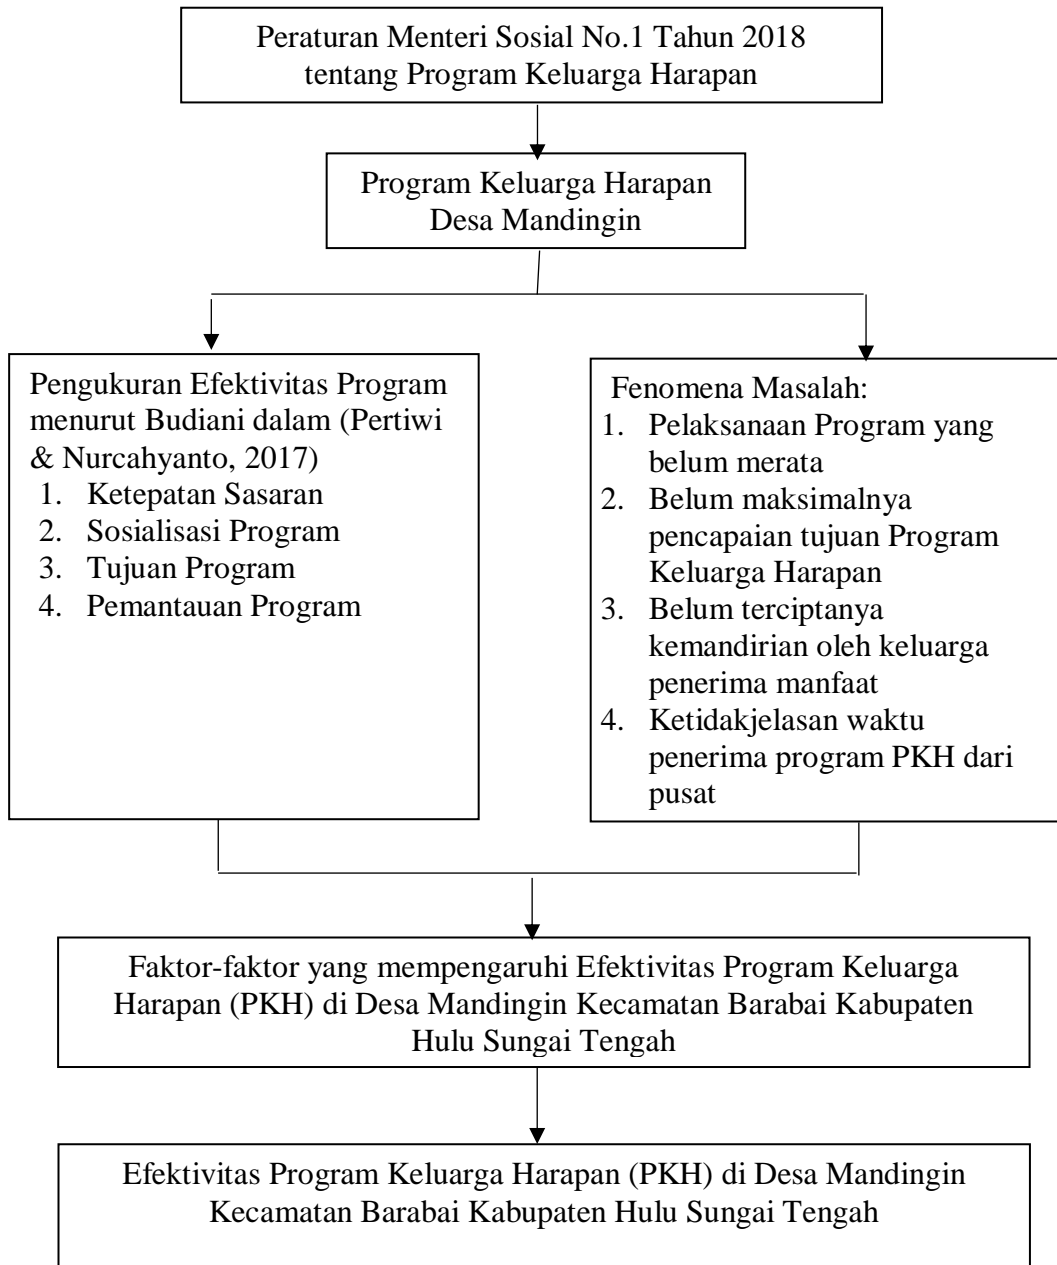 Peraturan Menteri Sosial No.1 Tahun 2018
tentang Program Keluarga Harapan
Program Keluarga Harapan
Desa Mandingin
Pengukuran Efektivitas Program
menurut Budiani dalam (Pertiwi
& Nurcahyanto, 2017)
1. Ketepatan Sasaran
2. Sosialisasi Program
3. Tujuan Program
4. Pemantauan Program
Fenomena Masalah:
1. Pelaksanaan Program yang
belum merata
2. Belum maksimalnya
pencapaian tujuan Program
Keluarga Harapan
3. Belum terciptanya
kemandirian oleh keluarga
penerima manfaat
4. Ketidakjelasan waktu
penerima program PKH dari
pusat
Faktor-faktor yang mempengaruhi Efektivitas Program Keluarga
Harapan (PKH) di Desa Mandingin Kecamatan Barabai Kabupaten
Hulu Sungai Tengah
Efektivitas Program Keluarga Harapan (PKH) di Desa Mandingin
Kecamatan Barabai Kabupaten Hulu Sungai Tengah